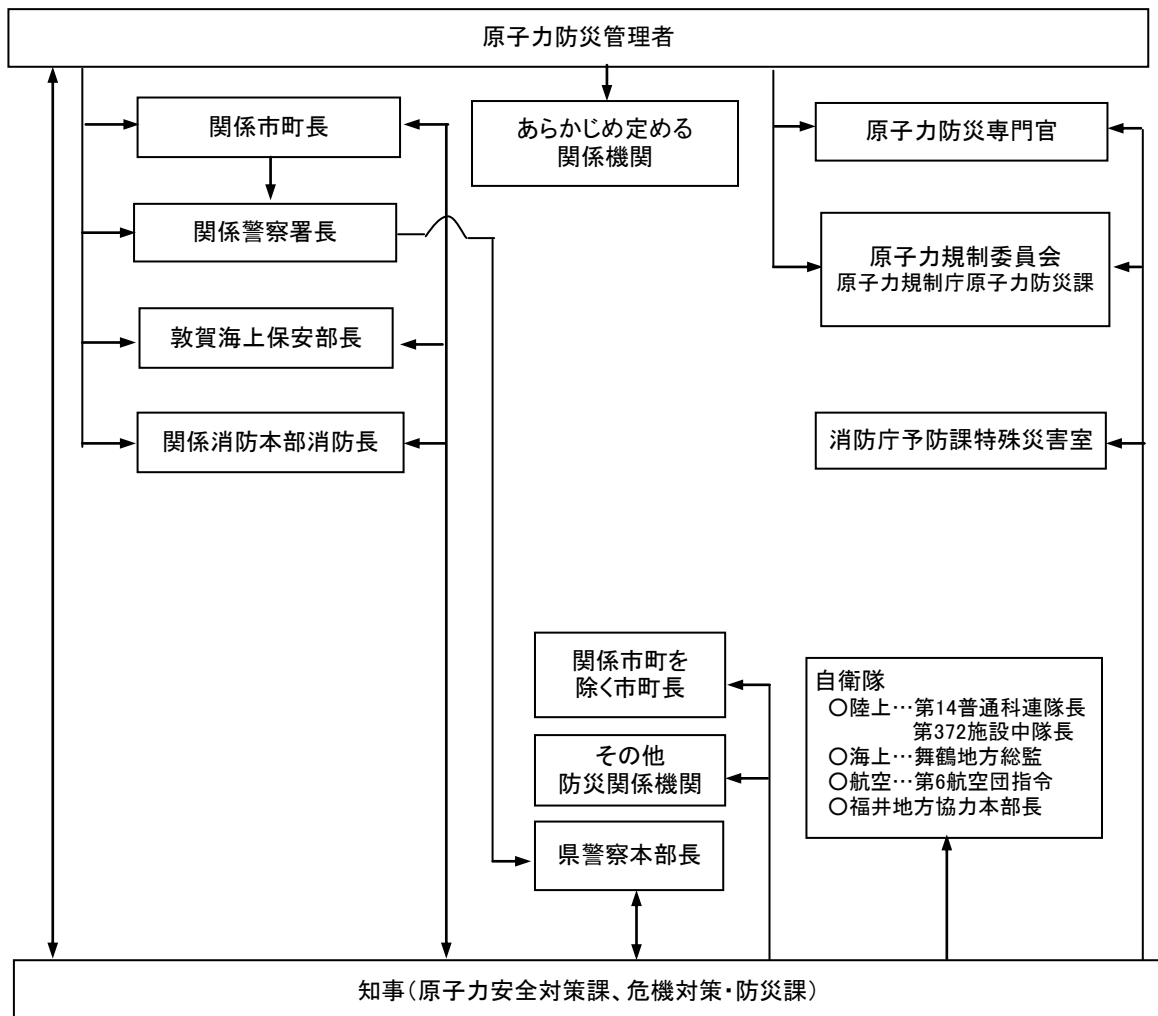 原子力防災管理者
関係市町長
あらかじめ定める
関係機関
原子力防災専門官
関係警察署長
原子力規制委員会
原子力規制庁原子力防災課
敦賀海上保安部長
関係消防本部消防長
消防庁予防課特殊災害室
関係市町を
除く市町長
その他
防災関係機関
県警察本部長
自衛隊
○陸上…第14普通科連隊長
第372施設中隊長
○海上…舞鶴地方総監
○航空…第6航空団指令
○福井地方協力本部長
知事(原子力安全対策課、危機対策・防災課)